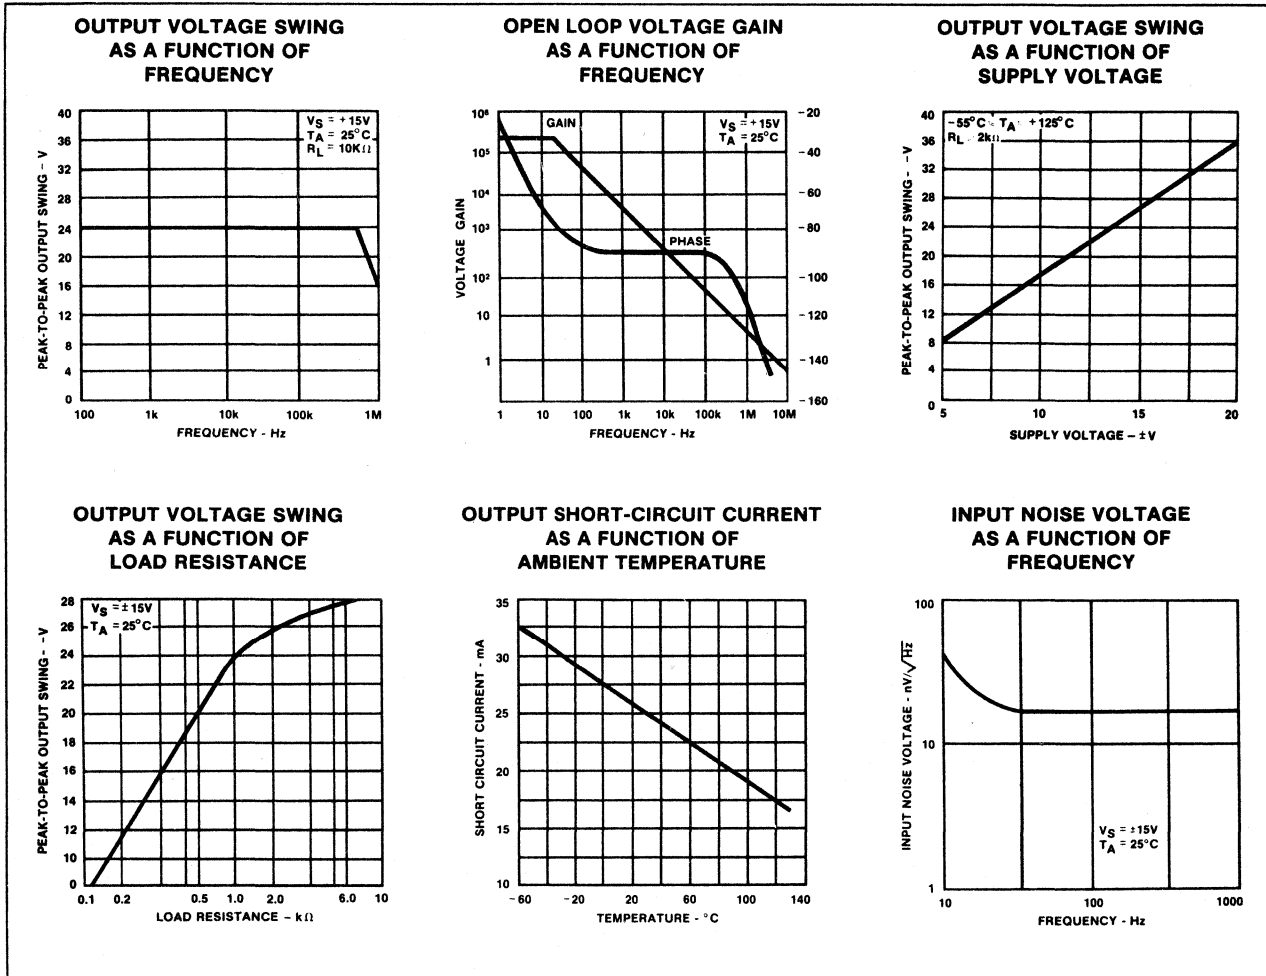 OUTPUT VOLTAGE SWING
AS A FUNCTION OF
FREQUENCY
PEAK-TO-PEAK OUTPUT SWING - -V
40
36
32
28
24
20
16
12
8
4
0
VS = +15V
TA = 25°C
RL = 10KΩ
100 1k 10k 100k 1M
FREQUENCY - Hz
OPEN LOOP VOLTAGE GAIN
AS A FUNCTION OF
FREQUENCY
VOLTAGE GAIN
10⁶
10⁵
10⁴
10³
10²
10
1
GAIN
VS = +15V
TA = 25°C
PHASE
-20
-40
-60
-80
-100
-120
-140
-160
1 10 100 1k 10k 100k 1M 10M
FREQUENCY - Hz
OUTPUT VOLTAGE SWING
AS A FUNCTION OF
SUPPLY VOLTAGE
PEAK-TO-PEAK OUTPUT SWING - -V
40
36
32
28
24
20
16
12
8
4
0
-55°C TA +125°C
RL 2kΩ
5 10 15 20
SUPPLY VOLTAGE - ±V
OUTPUT VOLTAGE SWING
AS A FUNCTION OF
LOAD RESISTANCE
PEAK-TO-PEAK OUTPUT SWING - -V
28
26
24
22
20
18
16
14
12
10
0
VS = ±15V
TA = 25°C
0.1 0.2 0.5 1.0 2.0 6.0 10
LOAD RESISTANCE - kΩ
OUTPUT SHORT-CIRCUIT CURRENT
AS A FUNCTION OF
AMBIENT TEMPERATURE
SHORT CIRCUIT CURRENT - mA
35
30
25
20
15
10
-60 -20 20 60 100 140
TEMPERATURE - °C
INPUT NOISE VOLTAGE
AS A FUNCTION OF
FREQUENCY
INPUT NOISE VOLTAGE - nV/√Hz
100
10
1
VS = ±15V
TA = 25°C
10 100 1000
FREQUENCY - Hz